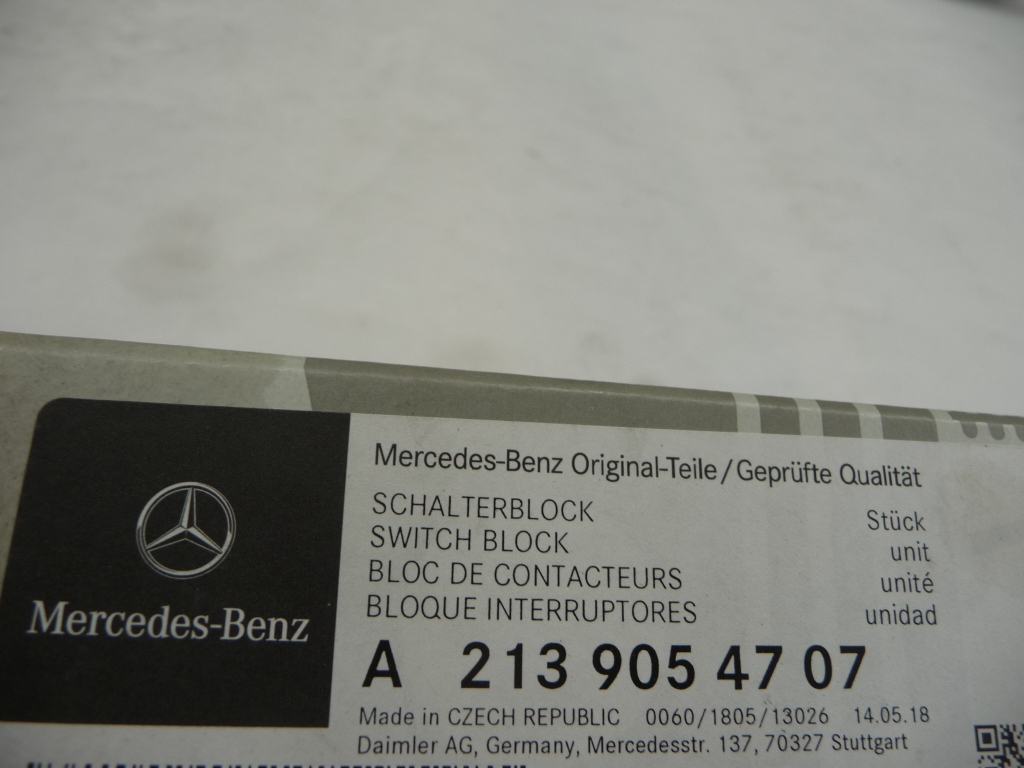 Mercedes-Benz
Mercedes-Benz Original-Teile/Geprüfte Qualität
SCHALTERBLOCK Stück
SWITCH BLOCK unit
BLOC DE CONTACTEURS unité
BLOQUE INTERRUPTORES unidad
A 213 905 47 07
Made in CZECH REPUBLIC 0060/1805/13026 14.05.18
Daimler AG, Germany, Mercedesstr. 137, 70327 Stuttgart